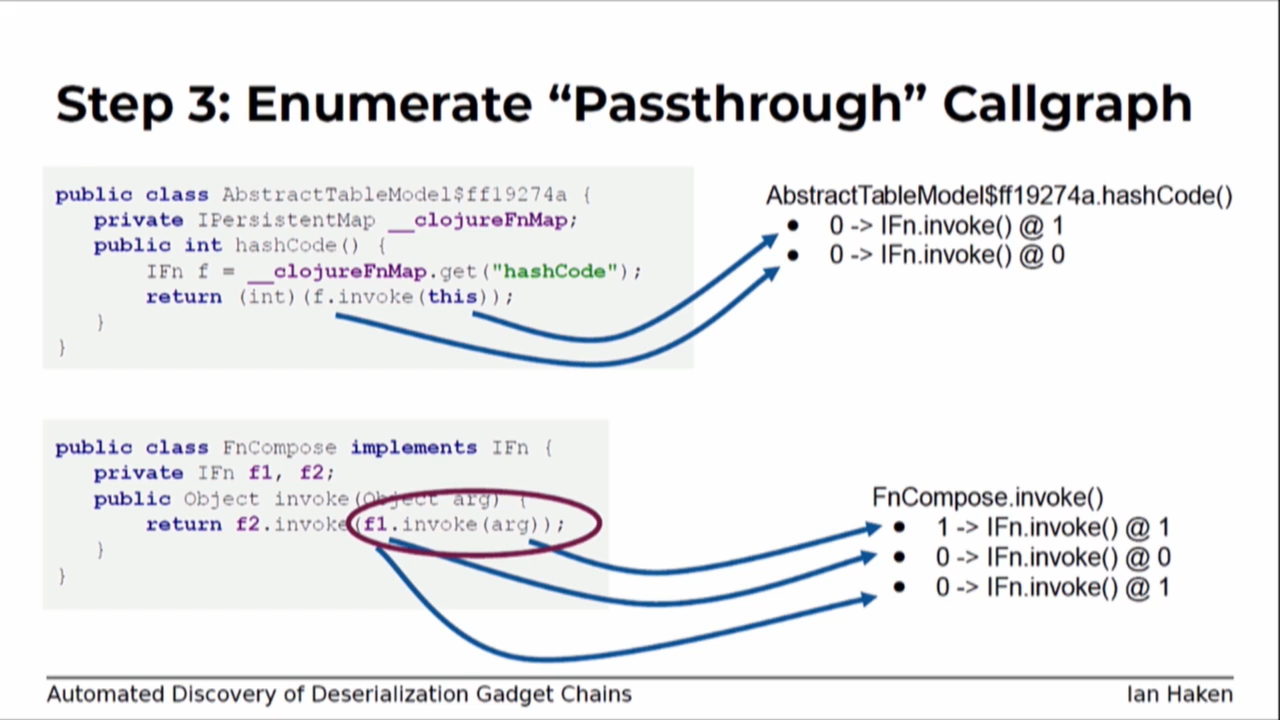 Step 3: Enumerate “Passthrough” Callgraph
public class AbstractTableModel$ff19274a {
private IPersistentMap __clojureFnMap;
public int hashCode() {
IFn f = __clojureFnMap.get("hashCode");
return (int)(f.invoke(this));
}
}
AbstractTableModel$ff19274a.hashCode()
• 0 -> IFn.invoke() @ 1
• 0 -> IFn.invoke() @ 0
public class FnCompose implements IFn {
private IFn f1, f2;
public Object invoke(Object arg) {
return f2.invoke(f1.invoke(arg));
}
}
FnCompose.invoke()
• 1 -> IFn.invoke() @ 1
• 0 -> IFn.invoke() @ 0
• 0 -> IFn.invoke() @ 1
Automated Discovery of Deserialization Gadget Chains
Ian Haken